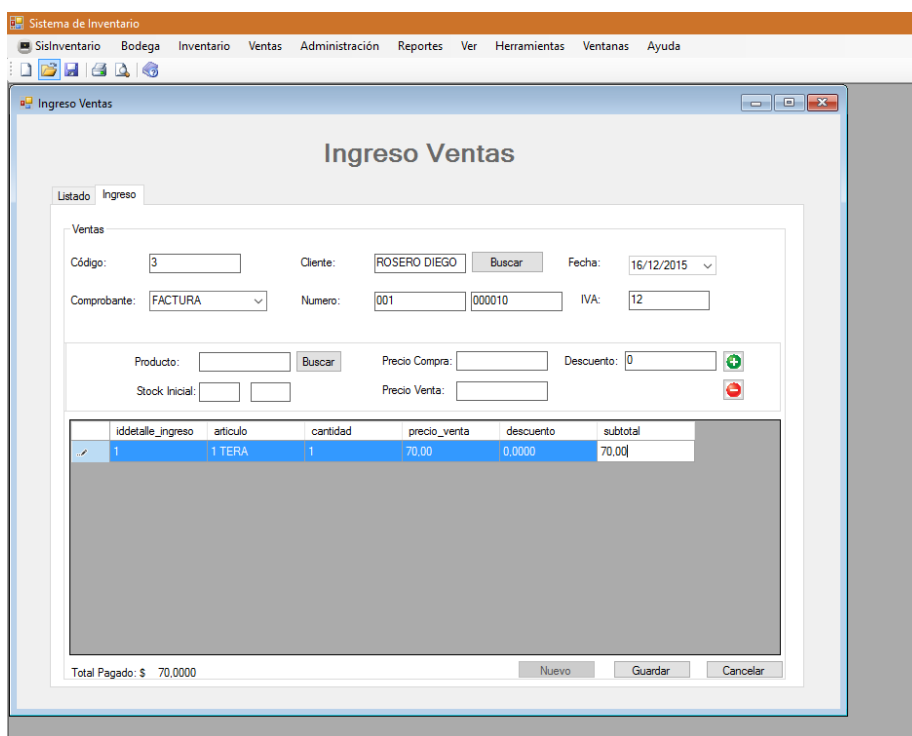 Sistema de Inventario
SisInventario Bodega Inventario Ventas Administración Reportes Ver Herramientas Ventanas Ayuda
Ingreso Ventas
Ingreso Ventas
Listado Ingreso
Ventas
Código: 3 Cliente: ROSERO DIEGO Buscar Fecha: 16/12/2015
Comprobante: FACTURA Numero: 001 000010 IVA: 12
Producto: Buscar Precio Compra: Descuento: 0
Stock Inicial: Precio Venta:
iddetalle_ingreso articulo cantidad precio_venta descuento subtotal
1 1 TERA 1 70,00 0,0000 70,00
Total Pagado: $ 70,0000 Nuevo Guardar Cancelar